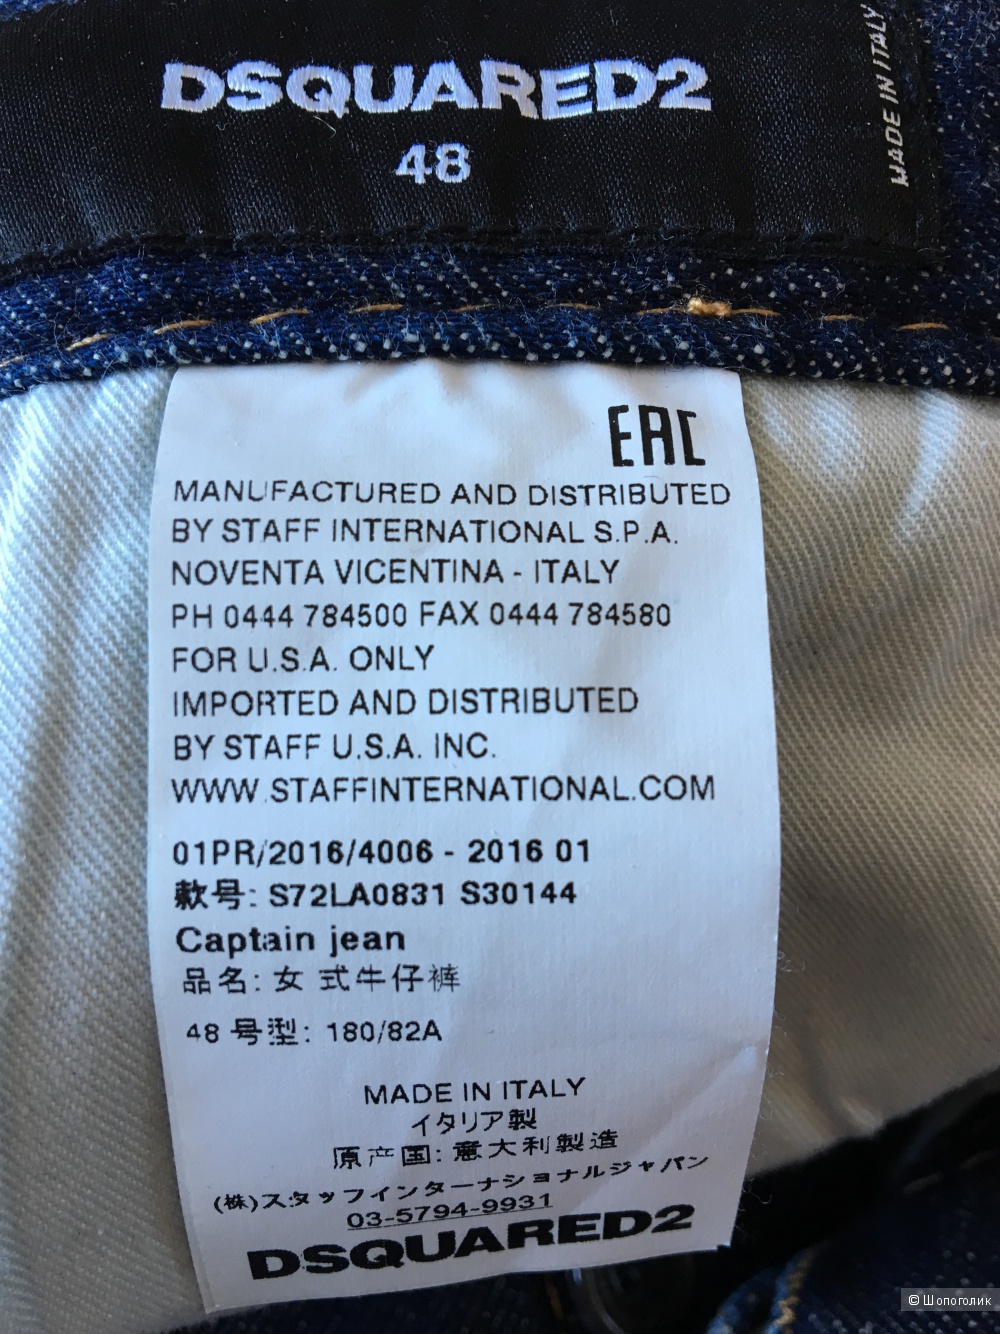 DSQUARED2
48
MADE IN ITALY
EAC
MANUFACTURED AND DISTRIBUTED
BY STAFF INTERNATIONAL S.P.A.
NOVENTA VICENTINA - ITALY
PH 0444 784500 FAX 0444 784580
FOR U.S.A. ONLY
IMPORTED AND DISTRIBUTED
BY STAFF U.S.A. INC.
WWW.STAFFINTERNATIONAL.COM
01PR/2016/4006 - 2016 01
款号: S72LA0831 S30144
Captain jean
品名: 女 式牛仔裤
48 号型: 180/82A
MADE IN ITALY
イタリア製
原产国: 意大利製造
(株)スタッフインターナショナルジャパン
03-5794-9931
DSQUARED2
© Шопоголик